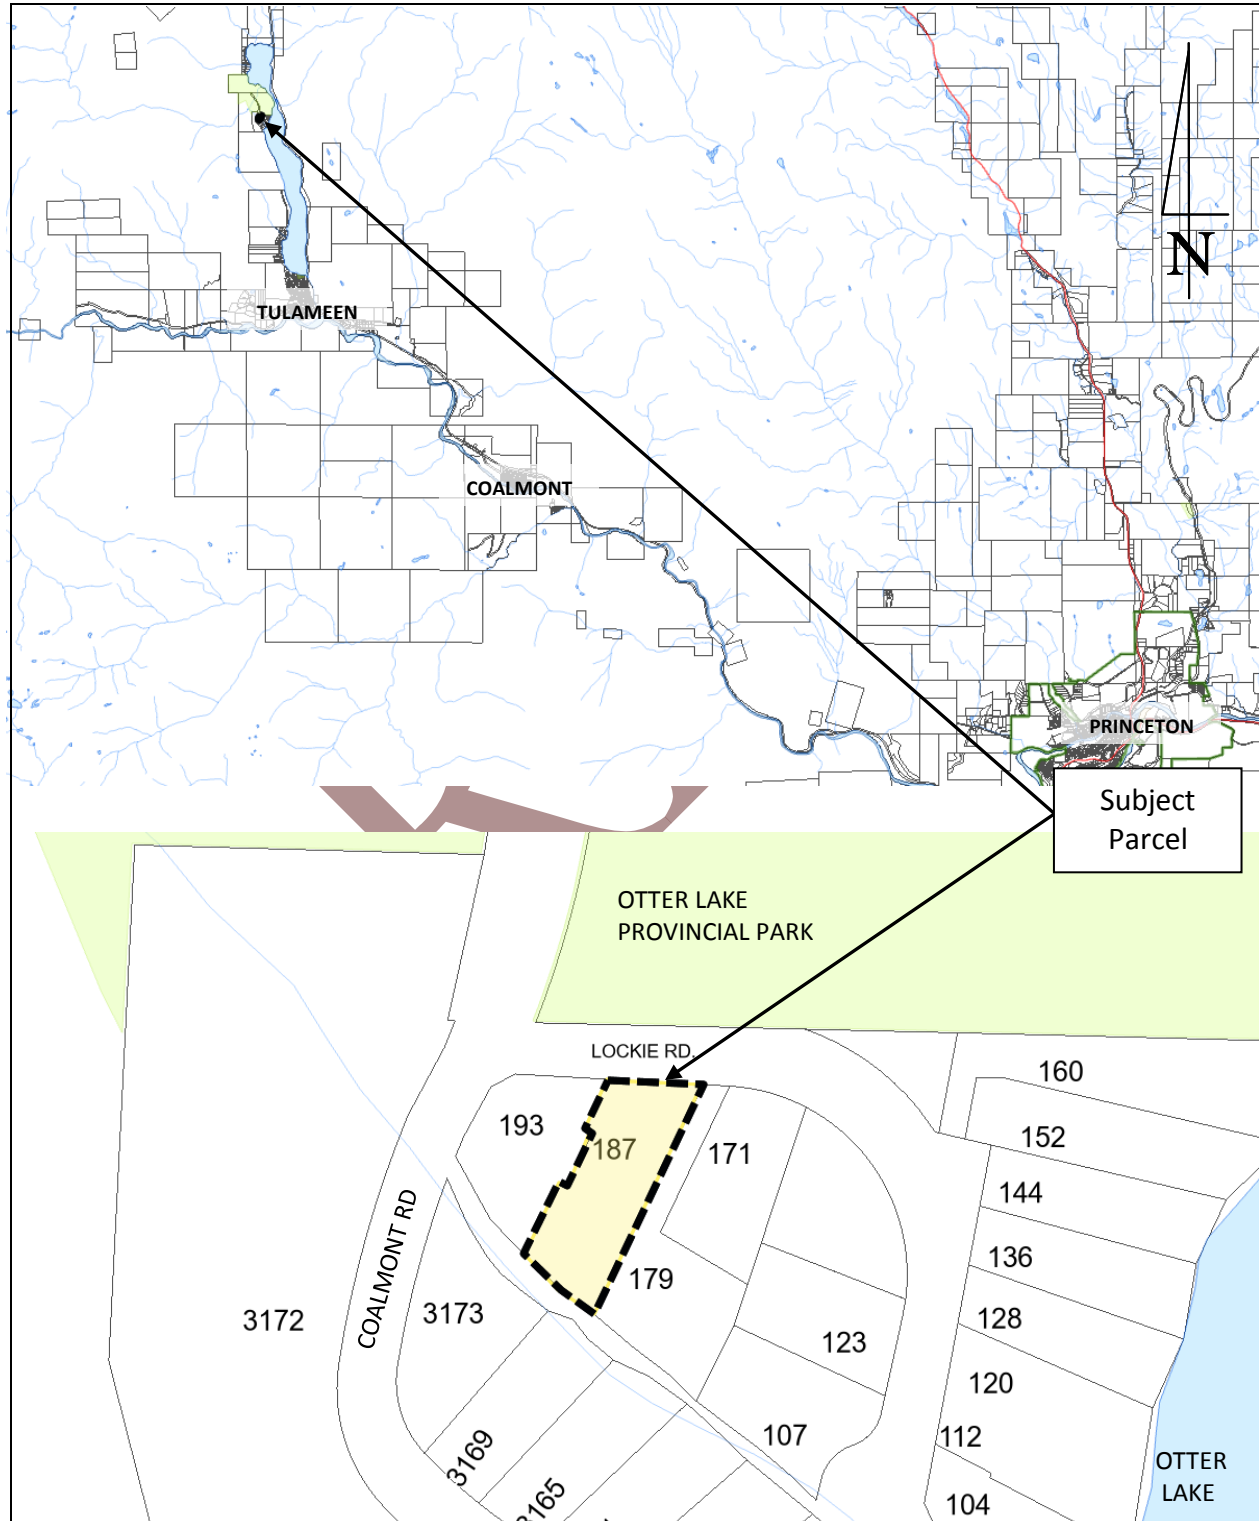 N
TULAMEEN
COALMONT
PRINCETON
Subject
Parcel
OTTER LAKE
PROVINCIAL PARK
LOCKIE RD.
160
193
152
187
171
144
COALMONT RD
136
179
3172
3173
128
123
120
107
112
3169
OTTER
LAKE
3165
104